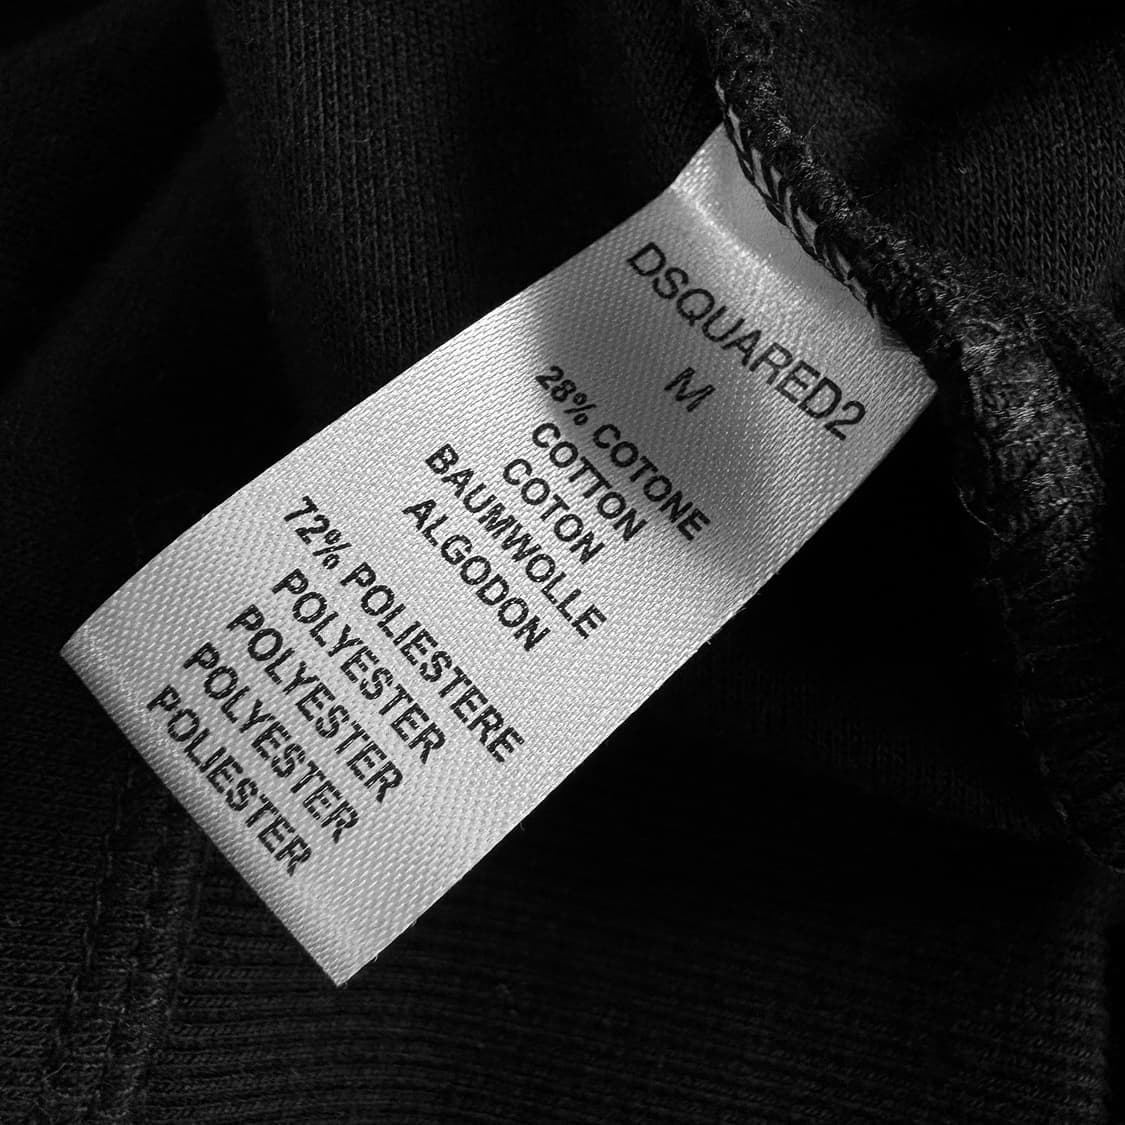 DSQUARED2
M
28% COTONE
COTTON
COTON
BAUMWOLLE
ALGODON
72% POLIESTERE
POLYESTER
POLYESTER
POLYESTER
POLIESTER